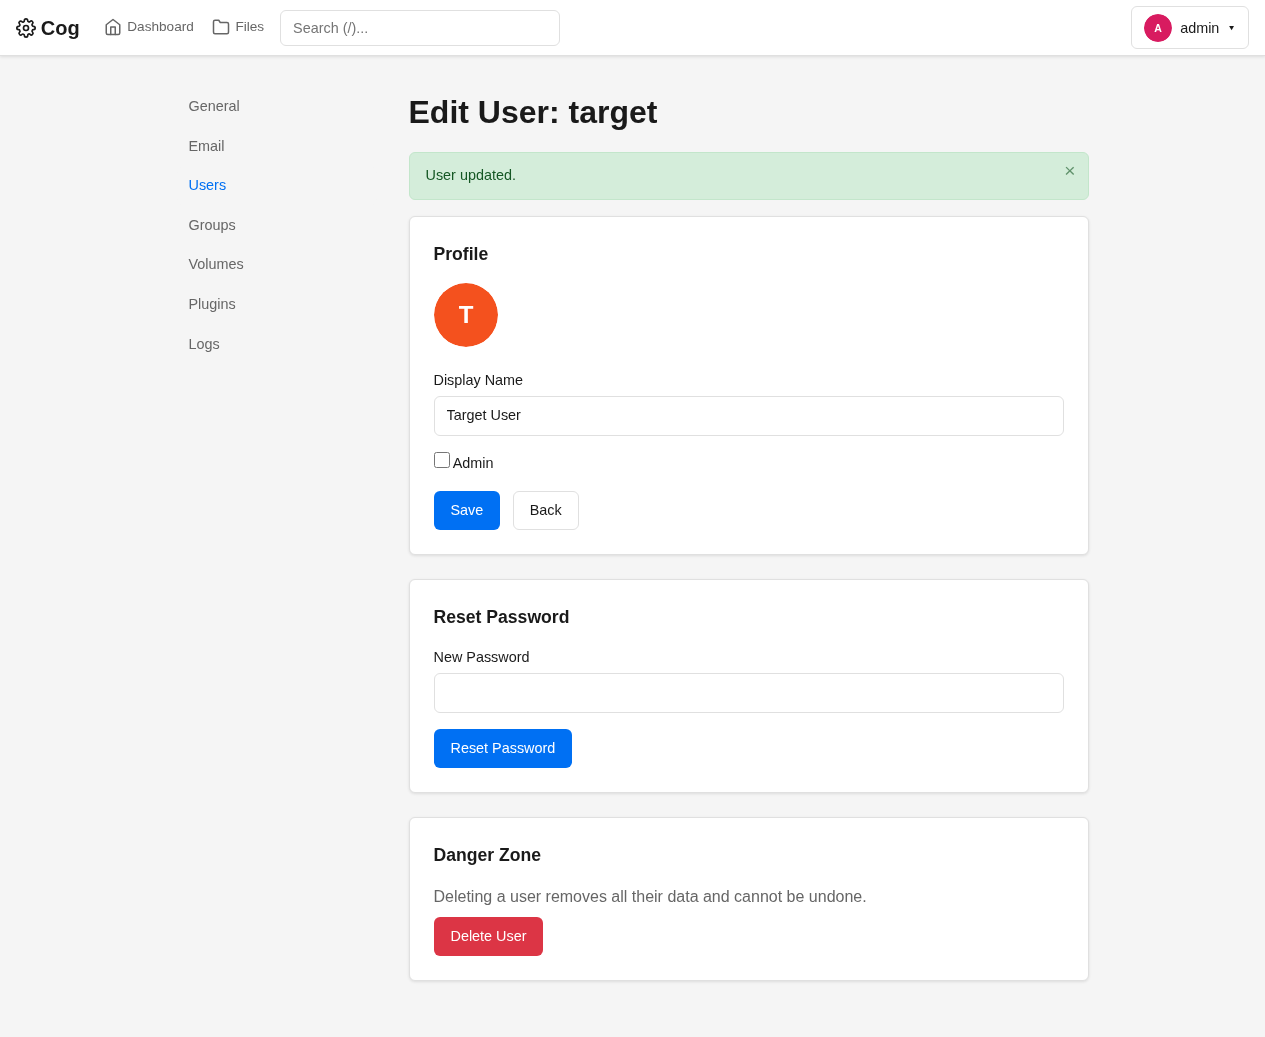 Cog
Dashboard
Files
Search (/)...
A
admin
General
Email
Users
Groups
Volumes
Plugins
Logs
Edit User: target
User updated.
×
Profile
T
Display Name
Target User
Admin
Save
Back
Reset Password
New Password
Reset Password
Danger Zone
Deleting a user removes all their data and cannot be undone.
Delete User